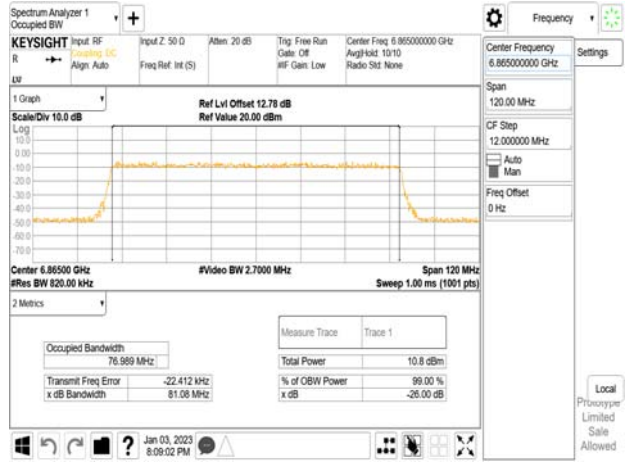 Spectrum Analyzer 1
Occupied BW
+
Frequency
KEYSIGHT
R
Input: RF
Coupling: DC
Align: Auto
Input Z: 50 Ω
Freq Ref: Int (S)
Atten: 20 dB
Trig: Free Run
Gate: Off
#IF Gain: Low
Center Freq: 6.865000000 GHz
Avg|Hold: 10/10
Radio Std: None
Center Frequency
6.865000000 GHz
Settings
Span
120.00 MHz
CF Step
12.000000 MHz
Auto
Man
Freq Offset
0 Hz
1 Graph
Scale/Div 10.0 dB
Ref Lvl Offset 12.78 dB
Ref Value 20.00 dBm
Log
10.0
0.00
-10.0
-20.0
-30.0
-40.0
-50.0
-60.0
-70.0
Center 6.86500 GHz
#Res BW 820.00 kHz
#Video BW 2.7000 MHz
Span 120 MHz
Sweep 1.00 ms (1001 pts)
2 Metrics
Measure Trace
Trace 1
Occupied Bandwidth
76.989 MHz
Total Power
10.8 dBm
Transmit Freq Error
-22.412 kHz
% of OBW Power
99.00 %
x dB Bandwidth
81.08 MHz
x dB
-26.00 dB
Local
Prototype
Limited
Sale
Allowed
?
Jan 03, 2023
8:09:02 PM